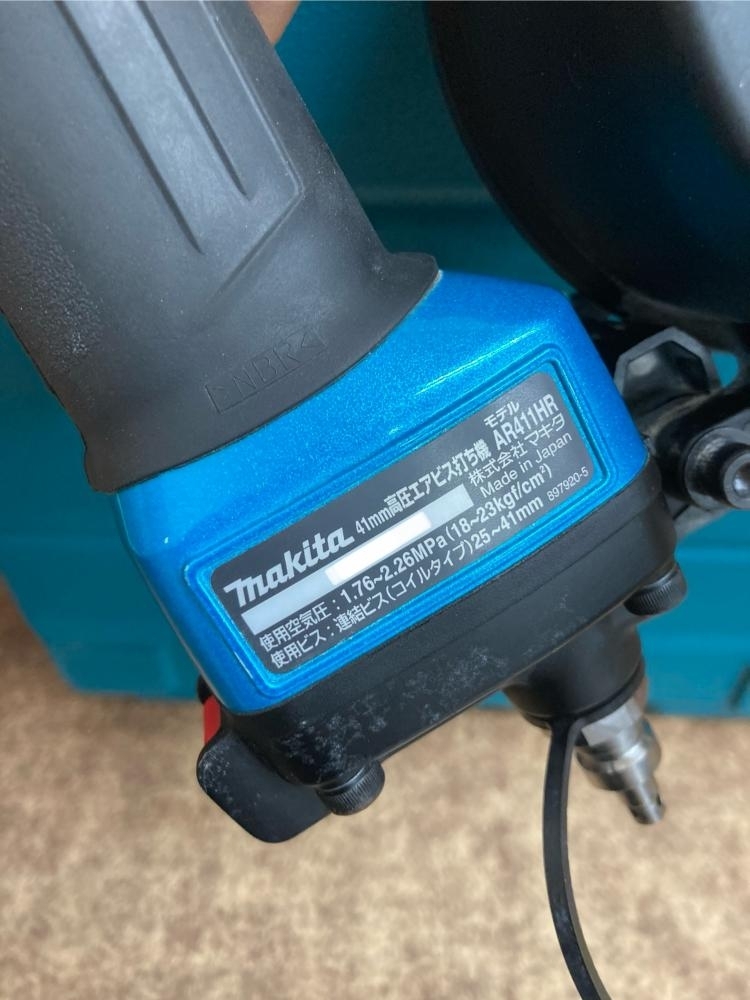 >NBR<
makita 41mm高圧エアビス打ち機 モデル AR411HR
株式会社マキタ
Made in Japan
使用空気圧：1.76~2.26MPa(18~23kgf/cm²)
使用ビス：連結ビス(コイルタイプ)25~41mm 897920-5